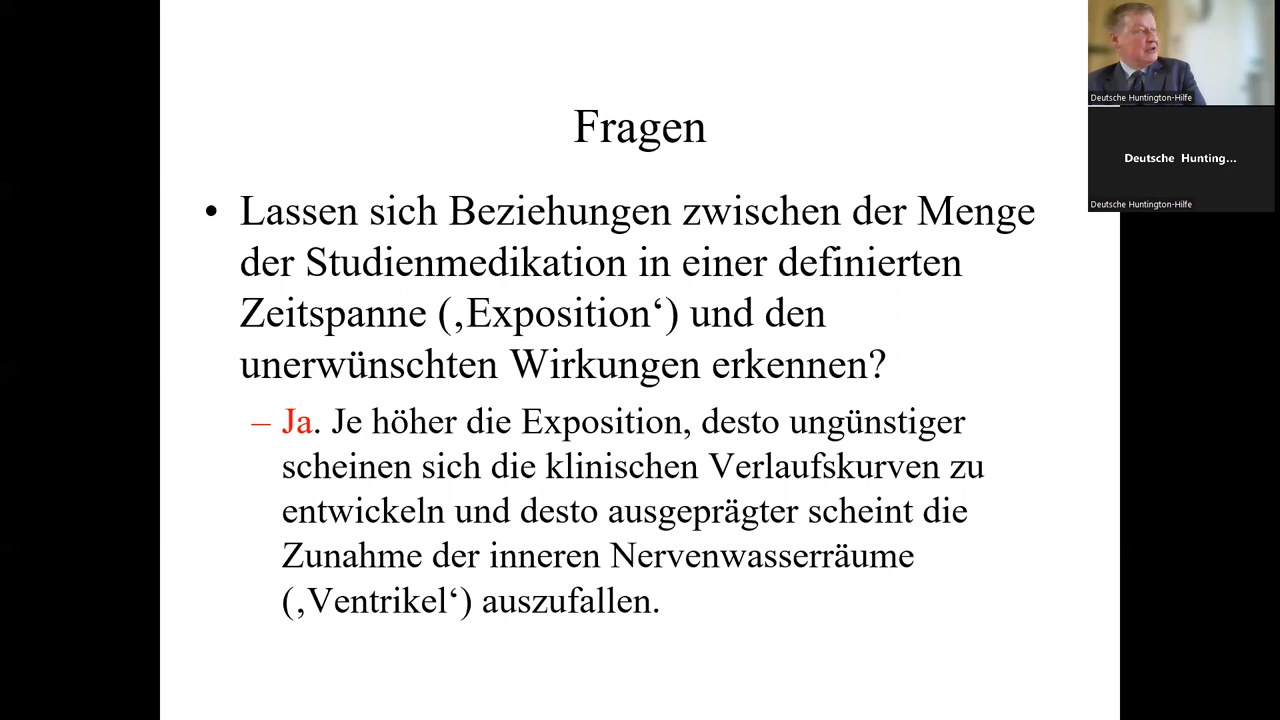 Fragen
• Lassen sich Beziehungen zwischen der Menge
der Studienmedikation in einer definierten
Zeitspanne (‚Exposition‘) und den
unerwünschten Wirkungen erkennen?
– Ja. Je höher die Exposition, desto ungünstiger
scheinen sich die klinischen Verlaufskurven zu
entwickeln und desto ausgeprägter scheint die
Zunahme der inneren Nervenwasserräume
(‚Ventrikel‘) auszufallen.
Deutsche Huntington-Hilfe
Deutsche Hunting...
Deutsche Huntington-Hilfe